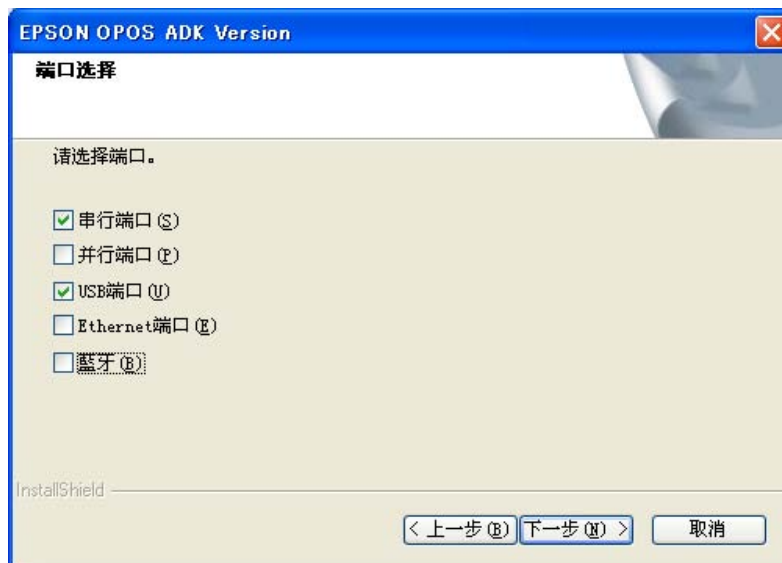 EPSON OPOS ADK Version
端口选择
请选择端口。
串行端口(S)
并行端口(P)
USB端口(U)
Ethernet端口(E)
藍牙(B)
InstallShield
< 上一步(B) 下一步(N) > 取消